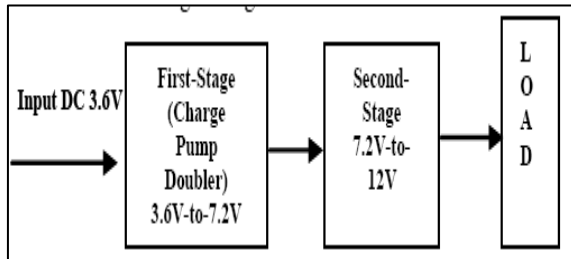 Input DC 3.6V
First-Stage
(Charge
Pump
Doubler)
3.6V-to-7.2V
Second-
Stage
7.2V-to-
12V
L
O
A
D